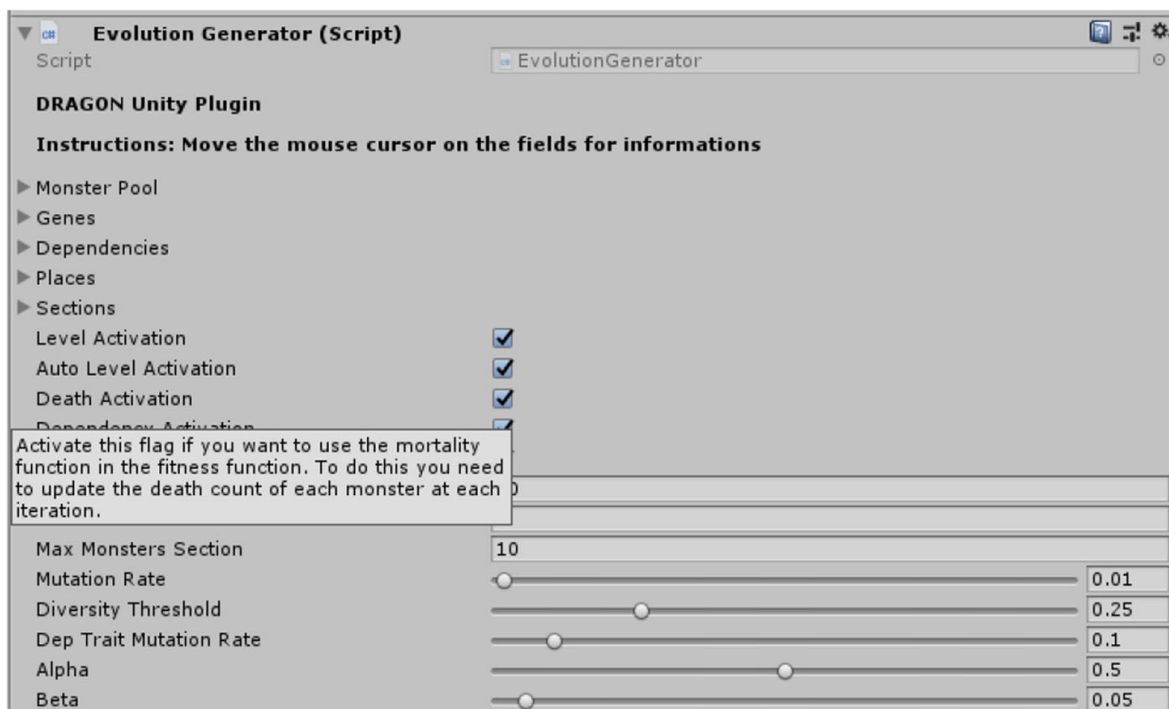 Evolution Generator (Script)
Script EvolutionGenerator
DRAGON Unity Plugin
Instructions: Move the mouse cursor on the fields for informations
Monster Pool
Genes
Dependencies
Places
Sections
Level Activation
Auto Level Activation
Death Activation
Dependency Activation
Activate this flag if you want to use the mortality
function in the fitness function. To do this you need
to update the death count of each monster at each
iteration.
Max Monsters Section 10
Mutation Rate 0.01
Diversity Threshold 0.25
Dep Trait Mutation Rate 0.1
Alpha 0.5
Beta 0.05